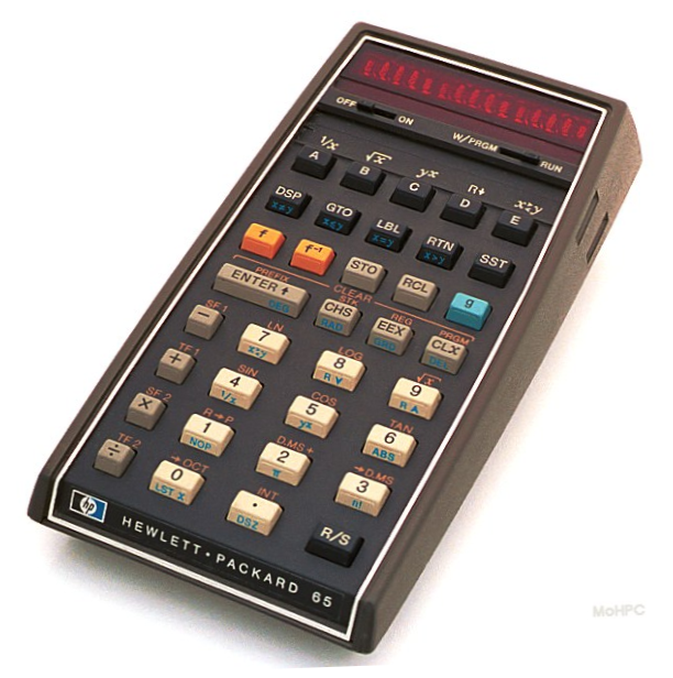 OFF ON W/PRGM RUN
1/x √x yx R↓ x⇄y
A B C D E
DSP GTO LBL RTN SST
x≠y x≤y x=y x>y
f f⁻¹ STO RCL g
PREFIX CLEAR STK REG PRGM
ENTER ↑ CHS EEX CLx
DEG RAD GRD DEL
SF 1 LN LOG √x
− 7 8 9
x⇄y R▼ R▲
TF 1 SIN COS TAN
+ 4 5 6
1/x yx ABS
SF 2 R→P D.MS+ →D.MS
× 1 2 3
NOP π n!
TF 2 →OCT INT
÷ 0 . R/S
LST X DSZ
hp HEWLETT • PACKARD 65
MoHPC